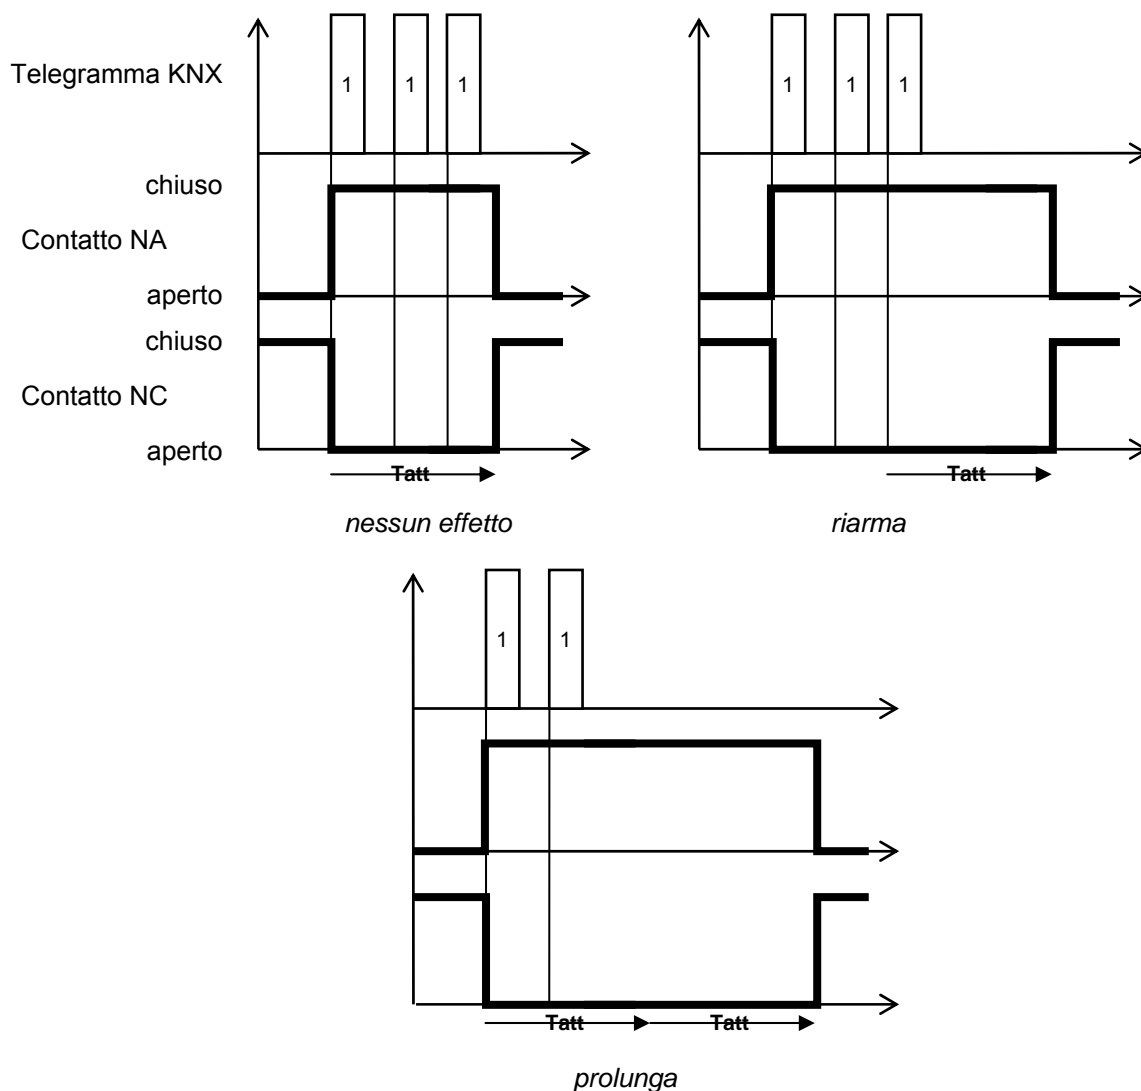 Telegramma KNX
1 1 1
1 1 1
chiuso
Contatto NA
aperto
chiuso
Contatto NC
aperto
Tatt
Tatt
nessun effetto
riarma
1 1
Tatt Tatt
prolunga